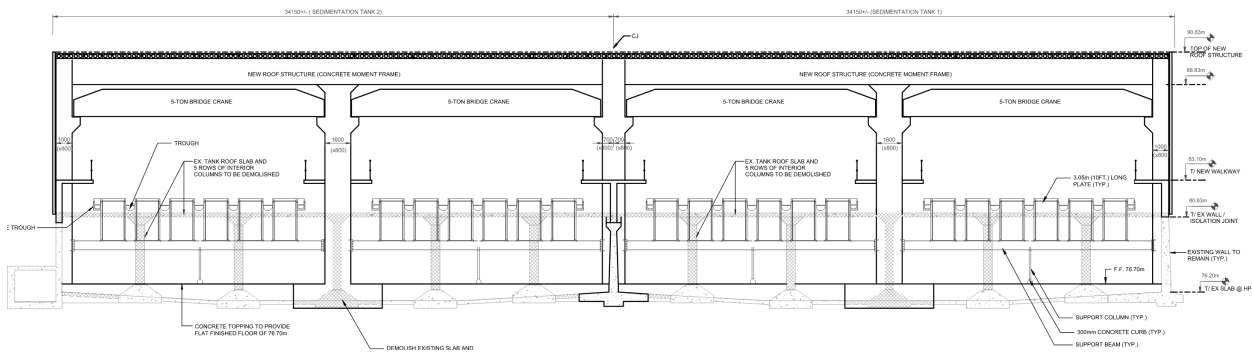 34150+/- ( SEDIMENTATION TANK 2)
34150+/- (SEDIMENTATION TANK 1)
CJ
90.83m
TOP OF NEW
ROOF STRUCTURE
NEW ROOF STRUCTURE (CONCRETE MOMENT FRAME)
NEW ROOF STRUCTURE (CONCRETE MOMENT FRAME)
88.83m
5-TON BRIDGE CRANE
5-TON BRIDGE CRANE
5-TON BRIDGE CRANE
5-TON BRIDGE CRANE
1000
(x800)
TROUGH
1600
(x800)
700
(x800)
700
(x800)
1600
(x800)
1000
(x800
EX. TANK ROOF SLAB AND
5 ROWS OF INTERIOR
COLUMNS TO BE DEMOLISHED
EX. TANK ROOF SLAB AND
5 ROWS OF INTERIOR
COLUMNS TO BE DEMOLISHED
83.10m
T/ NEW WALKWAY
3.05m (10FT.) LONG
PLATE (TYP.)
80.83m
T/ EX WALL /
ISOLATION JOINT
E TROUGH
EXISTING WALL TO
REMAIN (TYP.)
F.F. 76.70m
76.20m
T/ EX SLAB @ HP
CONCRETE TOPPING TO PROVIDE
FLAT FINISHED FLOOR OF 76.70m.
SUPPORT COLUMN (TYP.)
300mm CONCRETE CURB (TYP.)
SUPPORT BEAM (TYP.)
DEMOLISH EXISTING SLAB AND